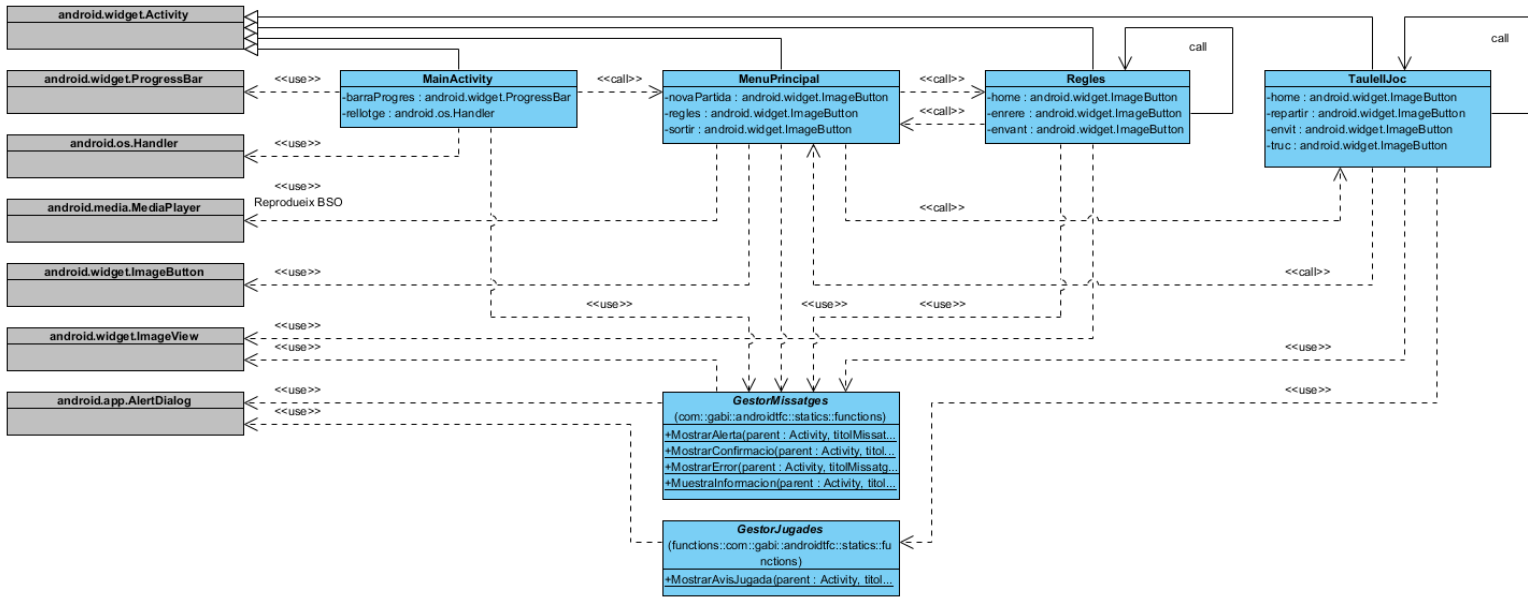 android.widget.Activity
call
call
android.widget.ProgressBar
<<use>>
MainActivity
-barraProgres : android.widget.ProgressBar
-rellotge : android.os.Handler
<<call>>
MenuPrincipal
-novaPartida : android.widget.ImageButton
-regles : android.widget.ImageButton
-sortir : android.widget.ImageButton
<<call>>
<<call>>
Regles
-home : android.widget.ImageButton
-enrere : android.widget.ImageButton
-envant : android.widget.ImageButton
TaulellJoc
-home : android.widget.ImageButton
-repartir : android.widget.ImageButton
-envit : android.widget.ImageButton
-truc : android.widget.ImageButton
android.os.Handler
<<use>>
<<use>>
Reprodueix BSO
android.media.MediaPlayer
<<call>>
android.widget.ImageButton
<<use>>
<<call>>
<<use>>
<<use>>
<<use>>
android.widget.ImageView
<<use>>
<<use>>
<<use>>
android.app.AlertDialog
<<use>>
<<use>>
<<use>>
GestorMissatges
(com::gabi::androidtfc::statics::functions)
+MostrarAlerta(parent : Activity, titolMissat...
+MostrarConfirmacio(parent : Activity, titol...
+MostrarError(parent : Activity, titolMissatg...
+MuestraInformacion(parent : Activity, titol...
GestorJugades
(functions::com::gabi::androidtfc::statics::fu
nctions)
+MostrarAvisJugada(parent : Activity, titol...